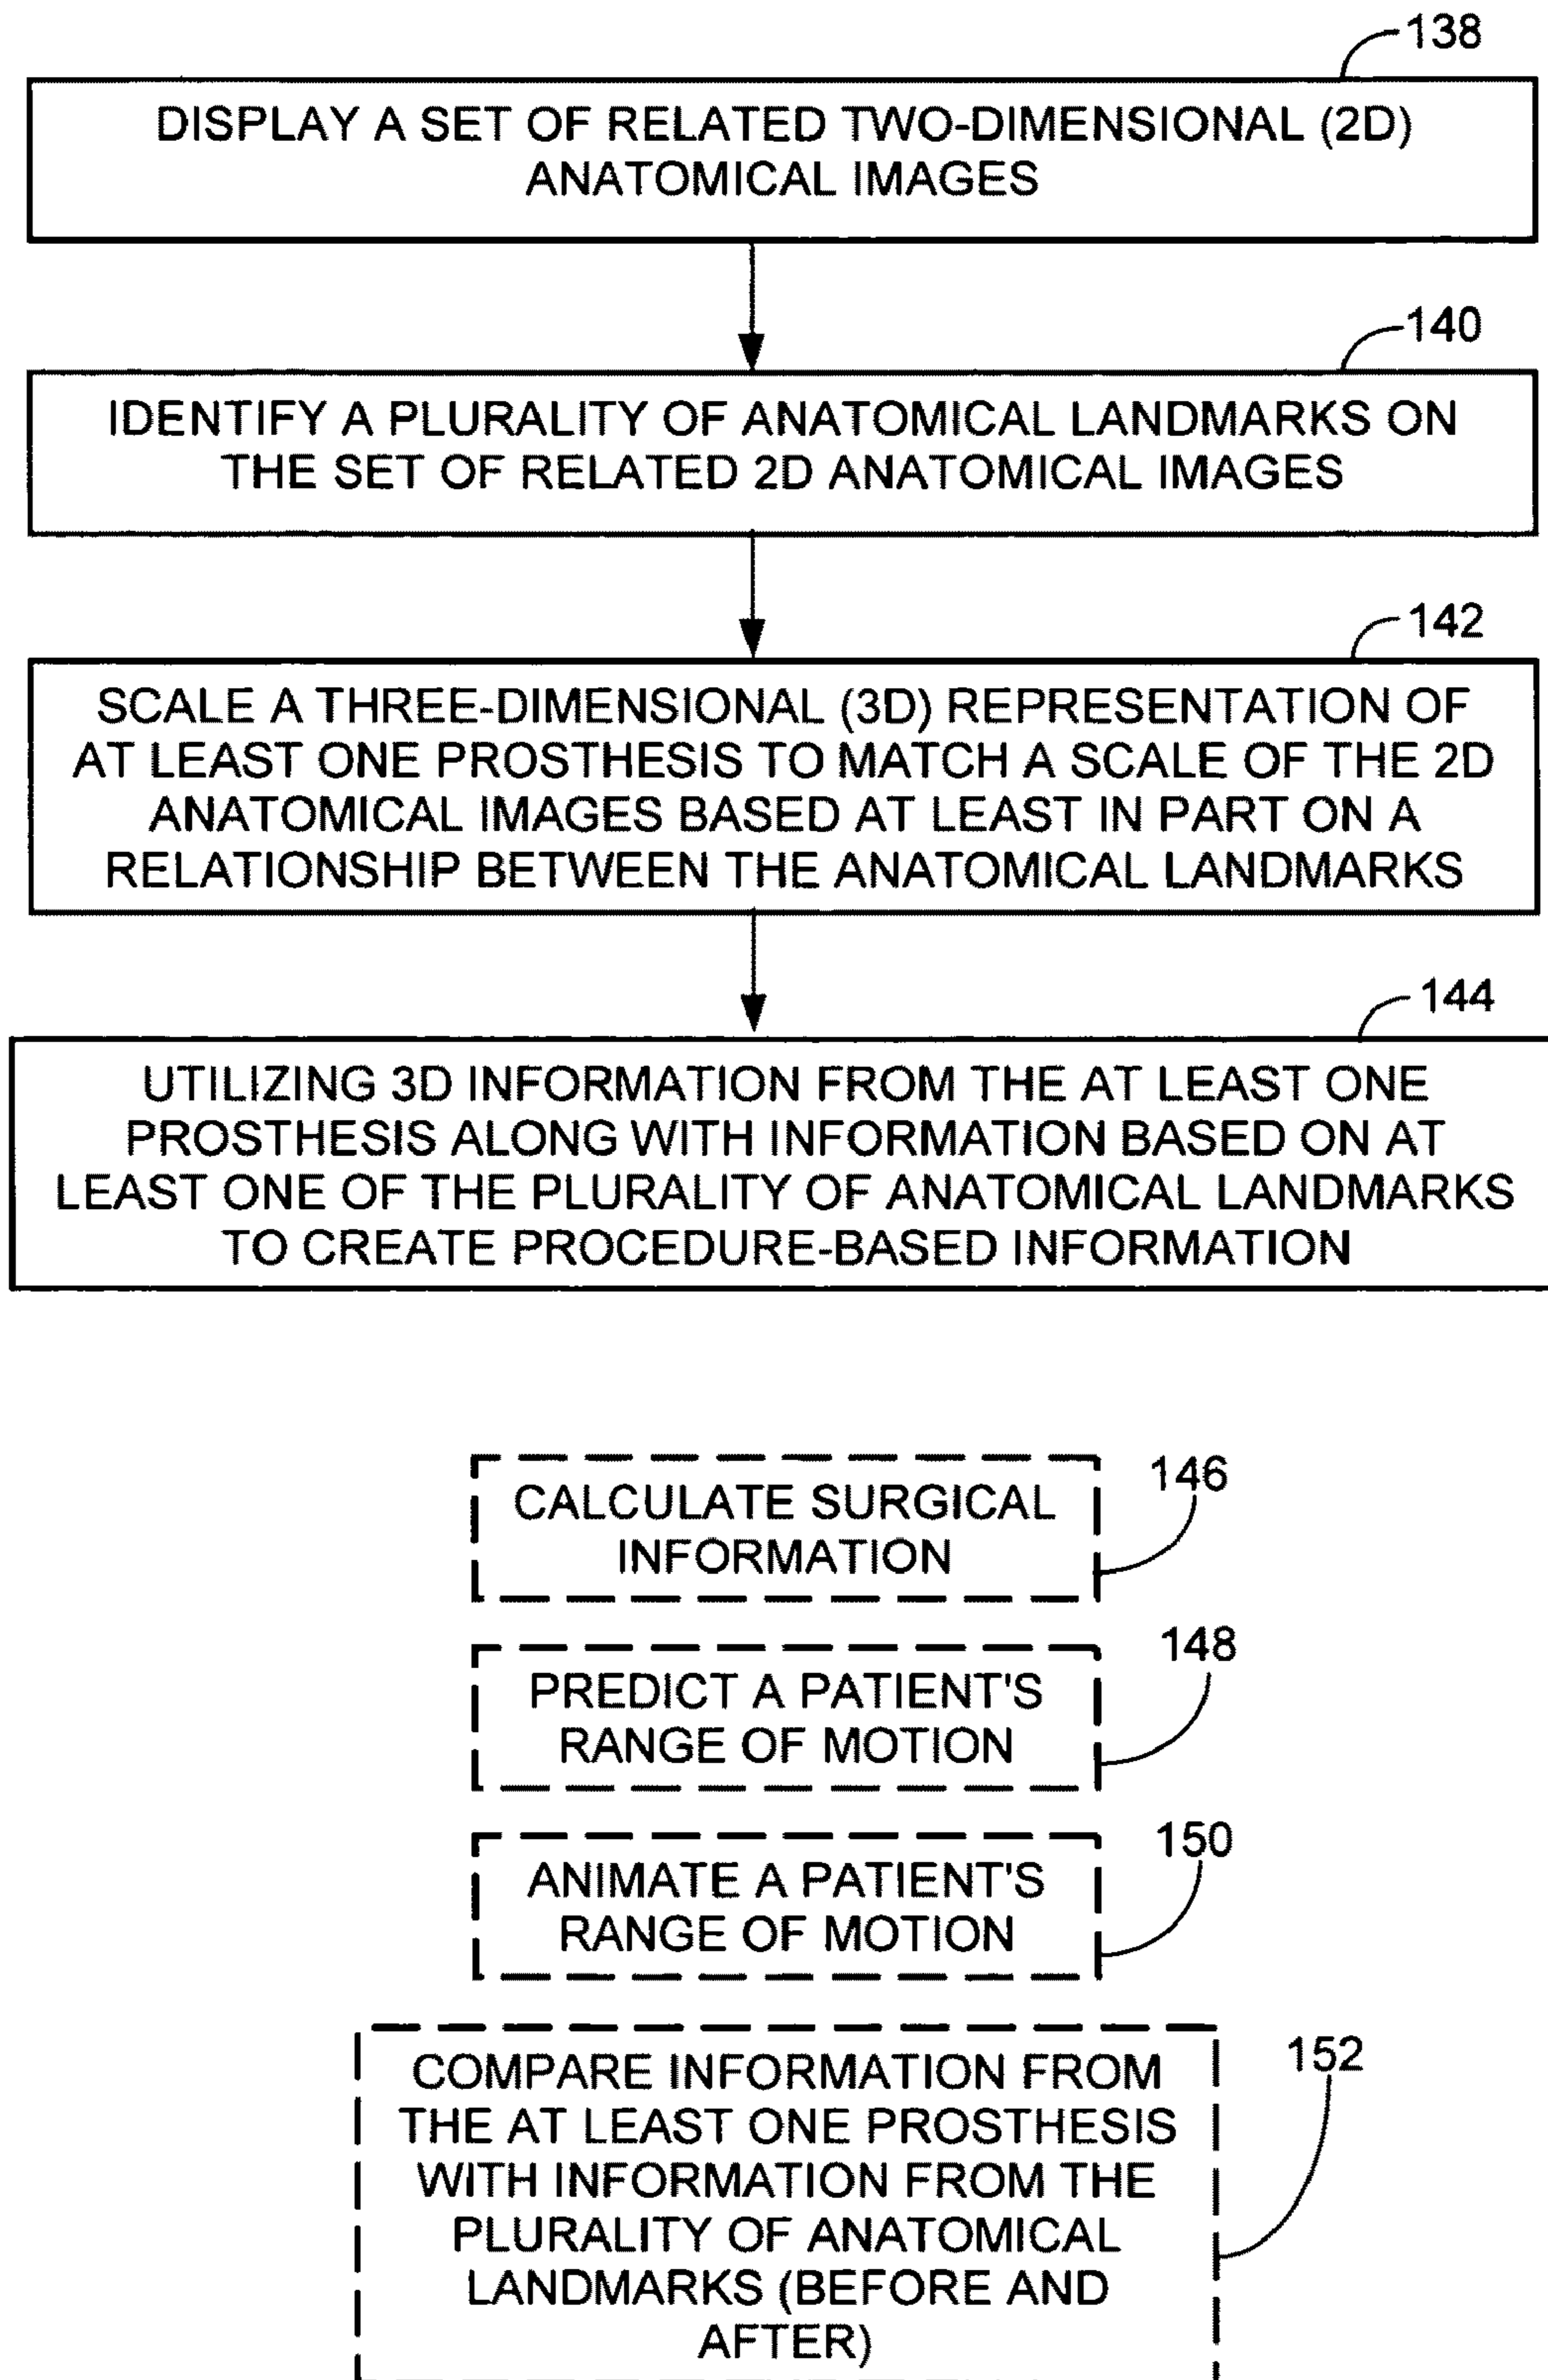 138
DISPLAY A SET OF RELATED TWO-DIMENSIONAL (2D)
ANATOMICAL IMAGES
140
IDENTIFY A PLURALITY OF ANATOMICAL LANDMARKS ON
THE SET OF RELATED 2D ANATOMICAL IMAGES
142
SCALE A THREE-DIMENSIONAL (3D) REPRESENTATION OF
AT LEAST ONE PROSTHESIS TO MATCH A SCALE OF THE 2D
ANATOMICAL IMAGES BASED AT LEAST IN PART ON A
RELATIONSHIP BETWEEN THE ANATOMICAL LANDMARKS
144
UTILIZING 3D INFORMATION FROM THE AT LEAST ONE
PROSTHESIS ALONG WITH INFORMATION BASED ON AT
LEAST ONE OF THE PLURALITY OF ANATOMICAL LANDMARKS
TO CREATE PROCEDURE-BASED INFORMATION
146
CALCULATE SURGICAL
INFORMATION
148
PREDICT A PATIENT'S
RANGE OF MOTION
150
ANIMATE A PATIENT'S
RANGE OF MOTION
152
COMPARE INFORMATION FROM
THE AT LEAST ONE PROSTHESIS
WITH INFORMATION FROM THE
PLURALITY OF ANATOMICAL
LANDMARKS (BEFORE AND
AFTER)